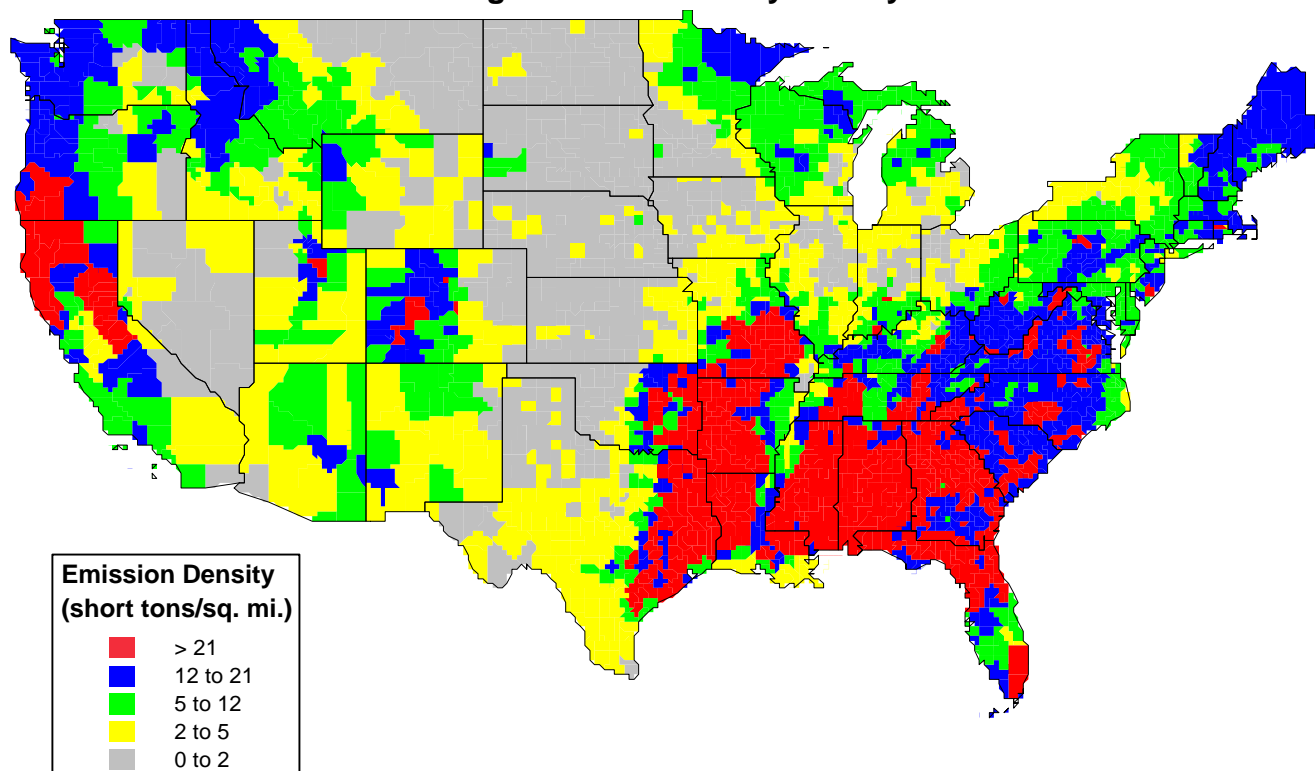 Emission Density
(short tons/sq. mi.)
> 21
12 to 21
5 to 12
2 to 5
0 to 2